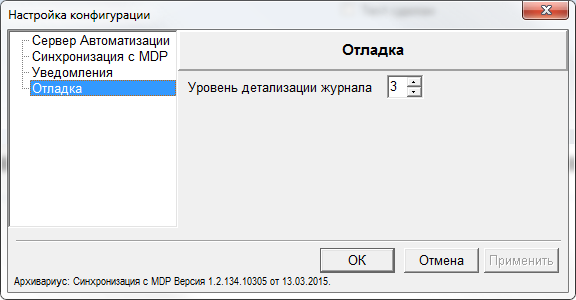 Настройка конфигурации
Сервер Автоматизации
Синхронизация с MDP
Уведомления
Отладка
Отладка
Уровень детализации журнала 3
ОК Отмена Применить
Архивариус: Синхронизация с MDP Версия 1.2.134.10305 от 13.03.2015.